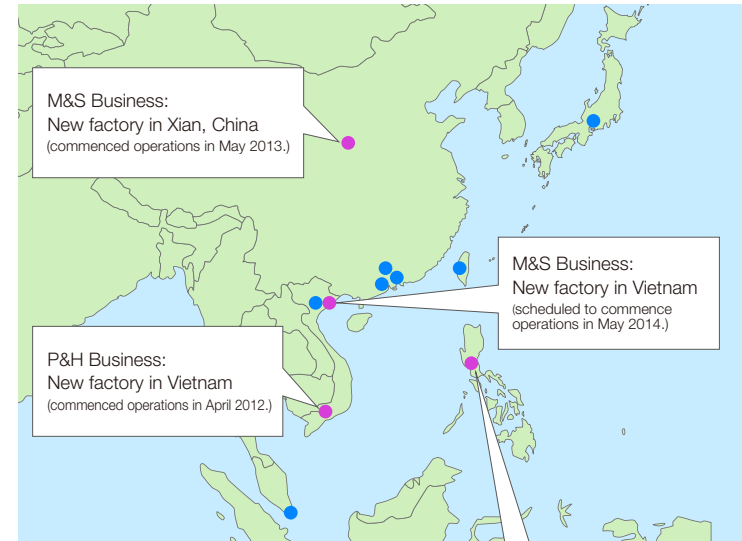 M&S Business:
New factory in Xian, China
(commenced operations in May 2013.)
M&S Business:
New factory in Vietnam
(scheduled to commence
operations in May 2014.)
P&H Business:
New factory in Vietnam
(commenced operations in April 2012.)